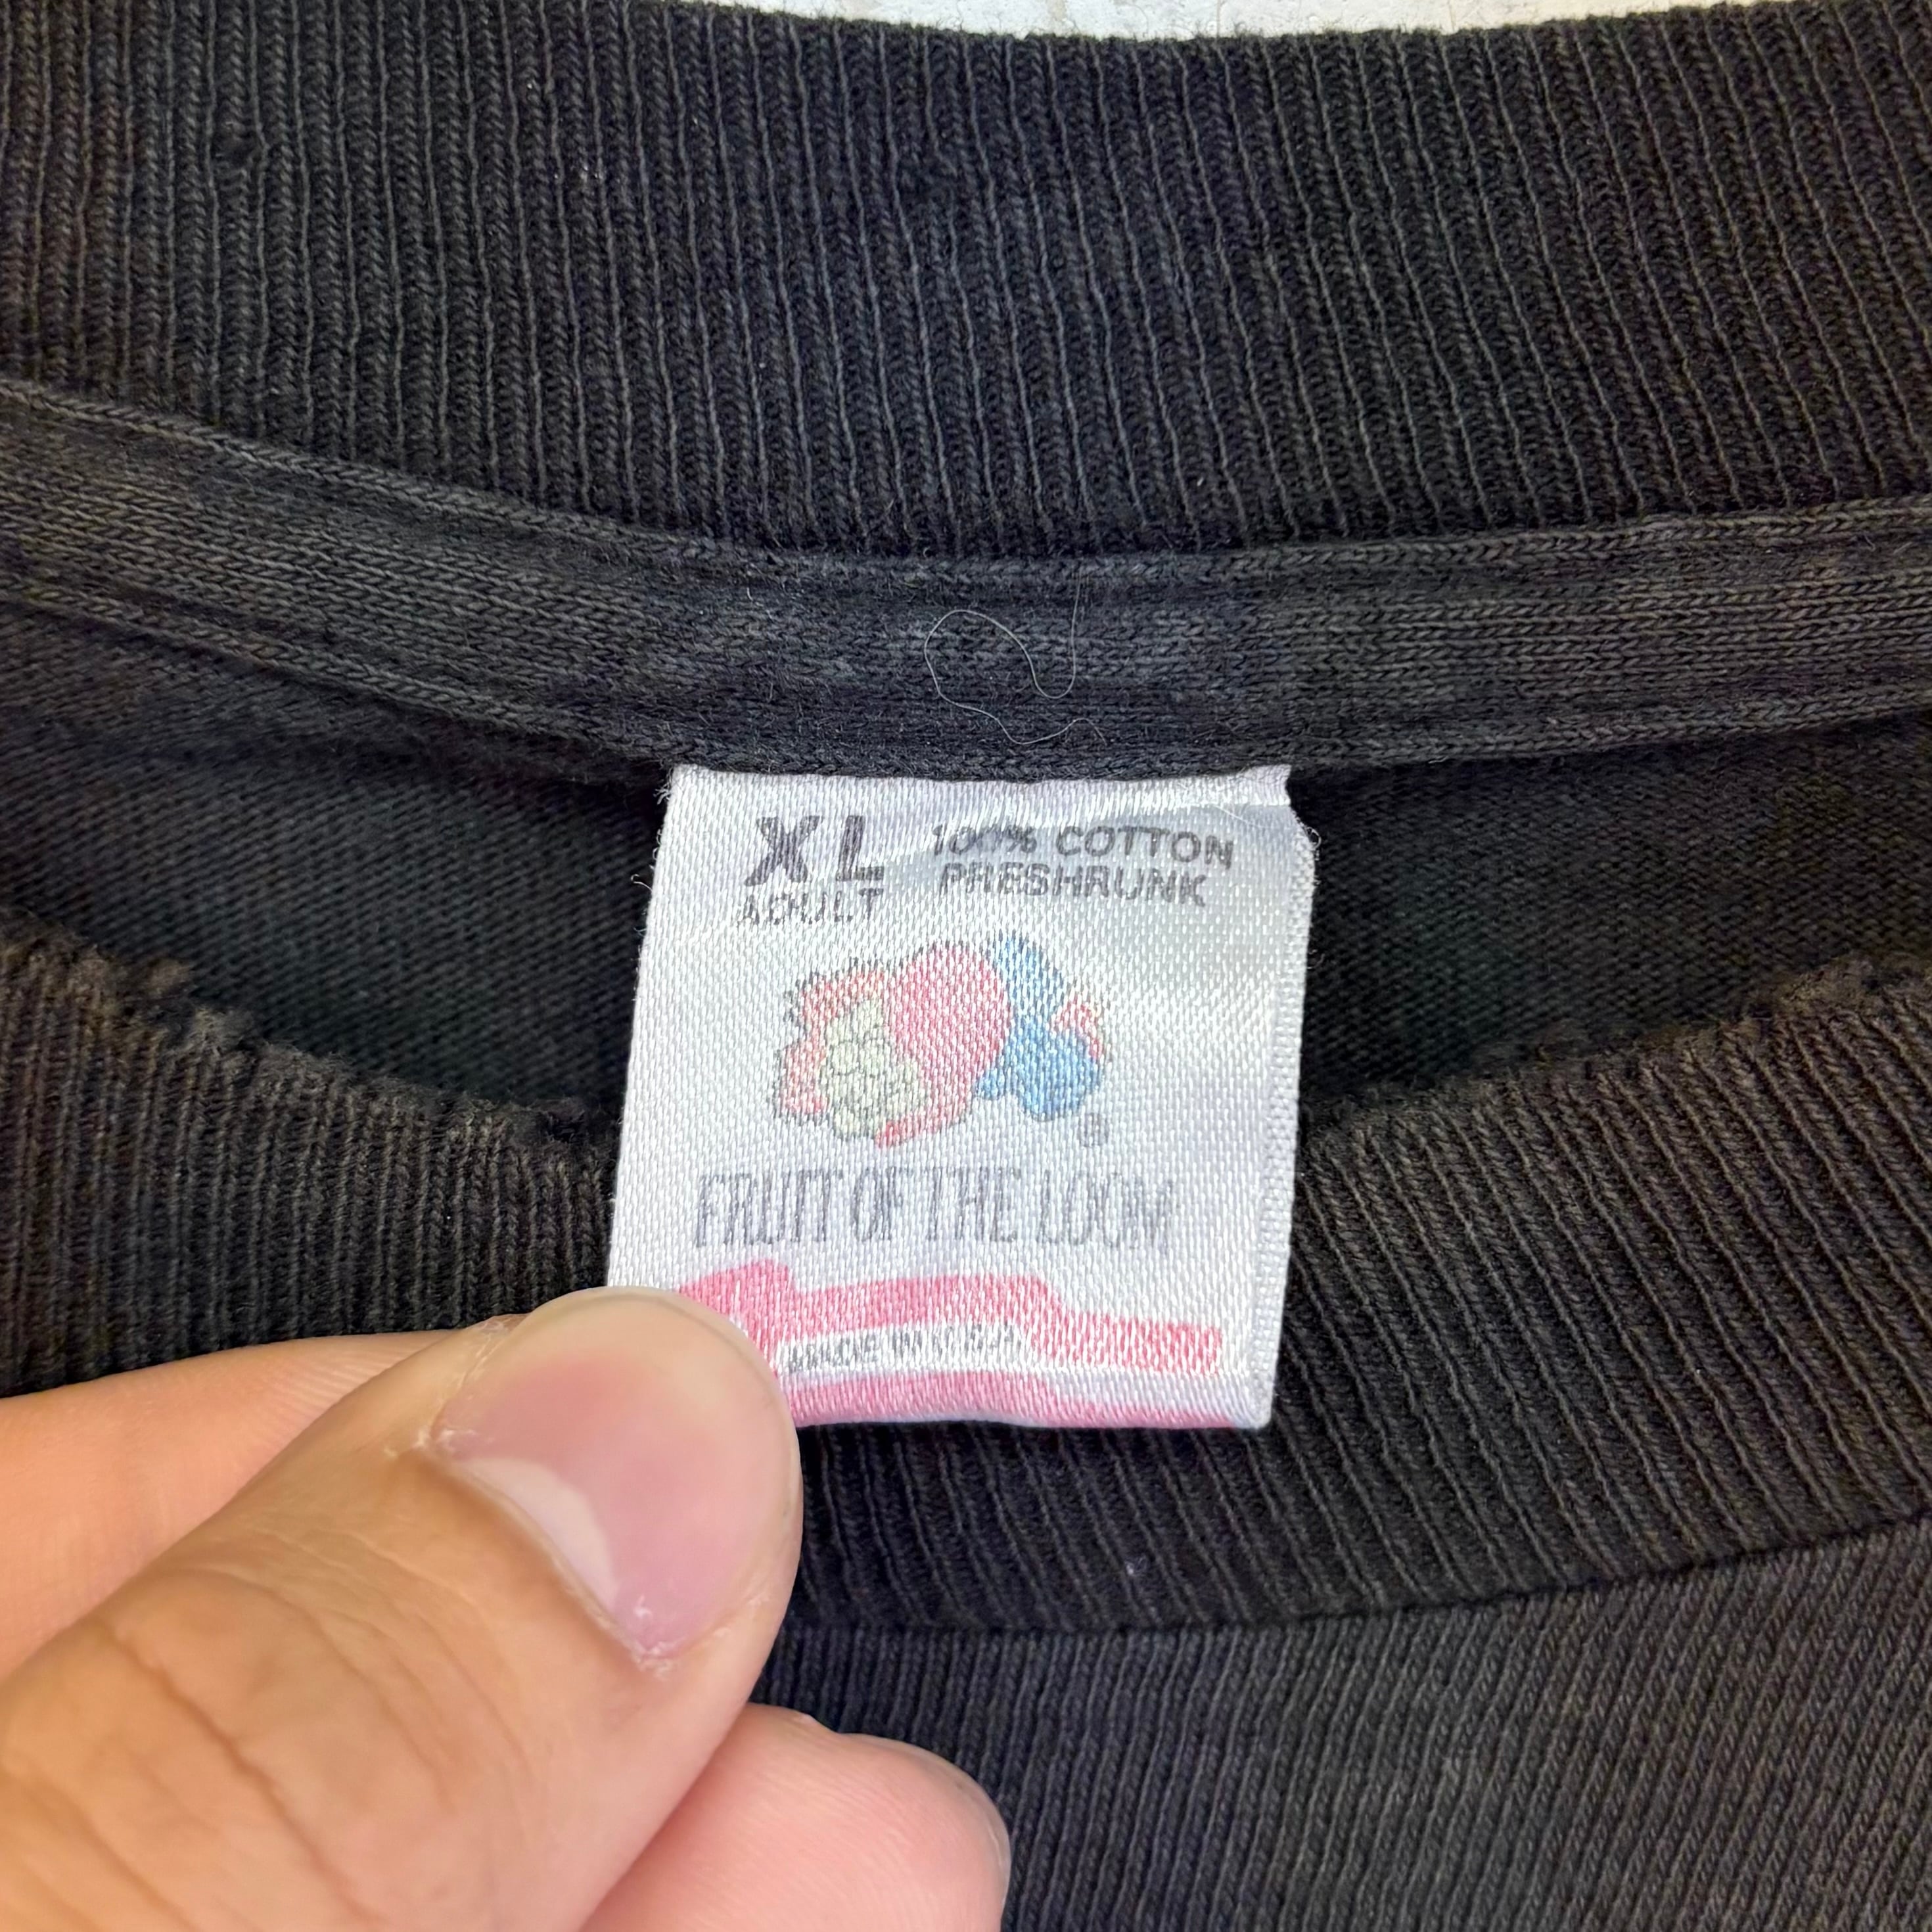 XL
ADULT
100% COTTON
PRESHRUNK
®
FRUIT OF THE LOOM
MADE IN U.S.A.